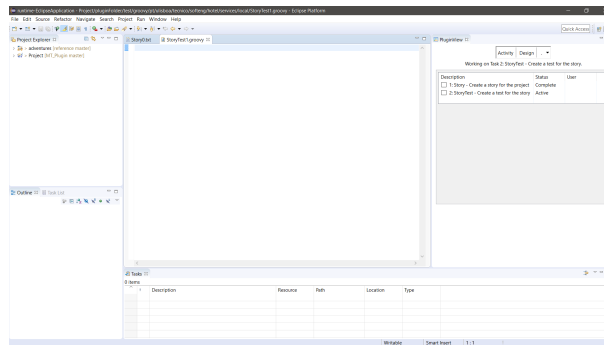 runtime-EclipseApplication - Project/pluginFolder/test/groovy/pt/ulisboa/tecnico/softeng/hotel/services/local/StoryTest1.groovy - Eclipse Platform
File Edit Source Refactor Navigate Search Project Run Window Help
Quick Access
Project Explorer
adventures [reference master]
Project [MT_Plugin master]
Story0.txt
StoryTest1.groovy
PluginView
Activity Design ...
Working on Task 2: StoryTest - Create a test for the story.
Description Status User
1: Story - Create a story for the project Complete
2: StoryTest - Create a test for the story Active
Outline Task List
Tasks
0 items
! Description Resource Path Location Type
Writable Smart Insert 1 : 1